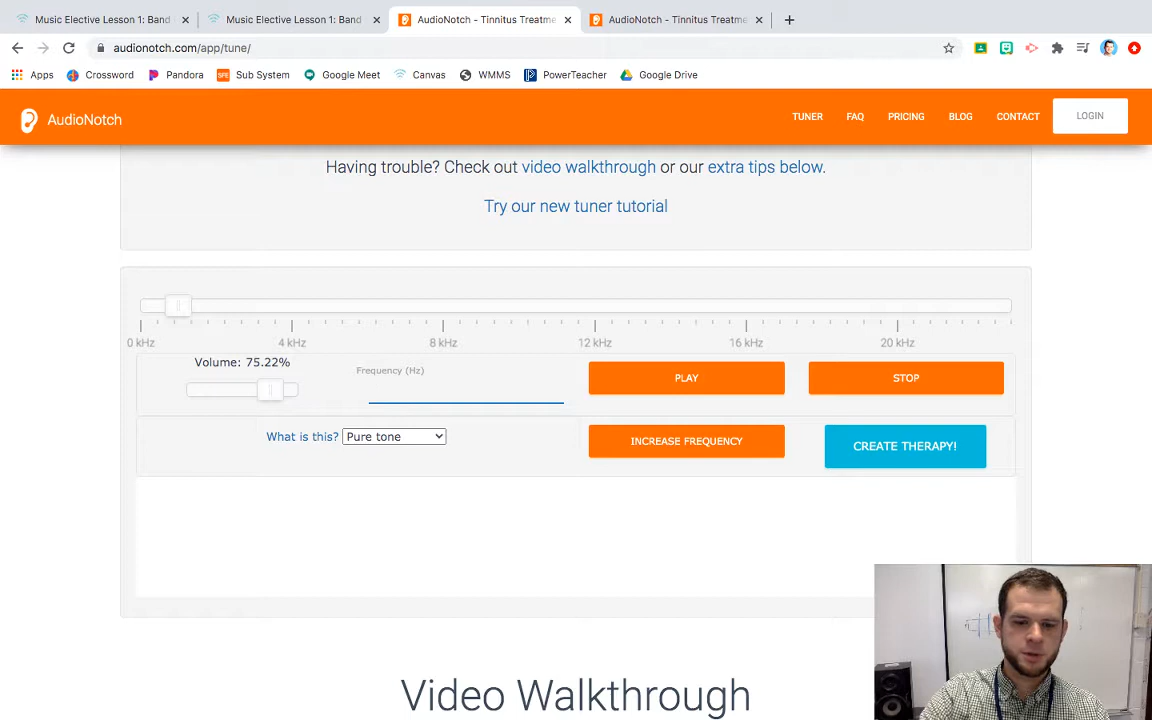 Music Elective Lesson 1: Band
Music Elective Lesson 1: Band
AudioNotch - Tinnitus Treatme
AudioNotch - Tinnitus Treatme
audionotch.com/app/tune/
Apps Crossword Pandora SFE Sub System Google Meet Canvas WMMS PowerTeacher Google Drive
AudioNotch TUNER FAQ PRICING BLOG CONTACT LOGIN
Having trouble? Check out video walkthrough or our extra tips below.
Try our new tuner tutorial
0 kHz 4 kHz 8 kHz 12 kHz 16 kHz 20 kHz
Volume: 75.22% Frequency (Hz) PLAY STOP
What is this? Pure tone INCREASE FREQUENCY CREATE THERAPY!
Video Walkthrough